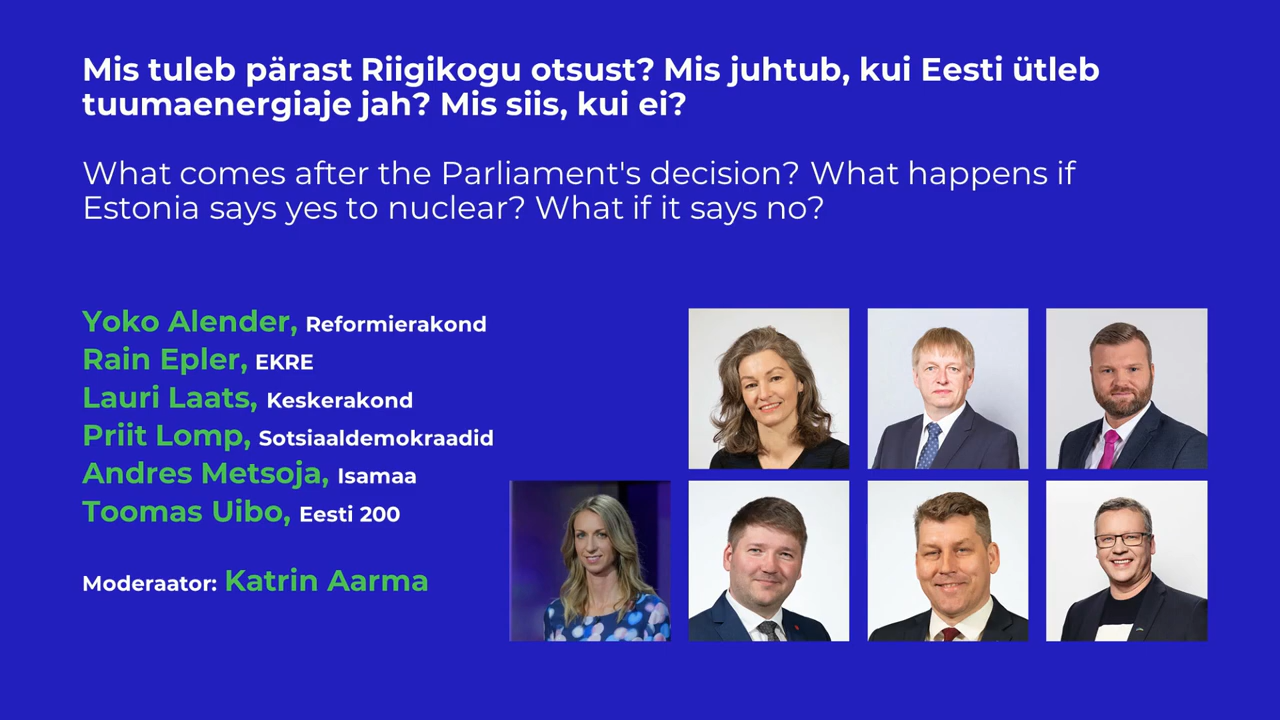 Mis tuleb pärast Riigikogu otsust? Mis juhtub, kui Eesti ütleb
tuumaenergiaje jah? Mis siis, kui ei?
What comes after the Parliament's decision? What happens if
Estonia says yes to nuclear? What if it says no?
Yoko Alender, Reformierakond
Rain Epler, EKRE
Lauri Laats, Keskerakond
Priit Lomp, Sotsiaaldemokraadid
Andres Metsoja, Isamaa
Toomas Uibo, Eesti 200
Moderaator: Katrin Aarma